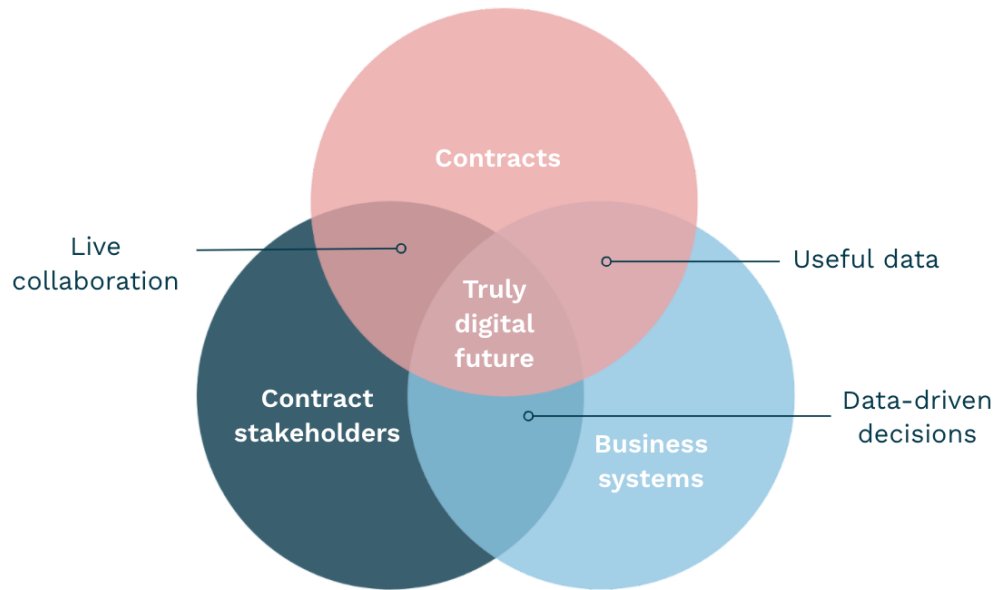 Contracts
Live
collaboration
Useful data
Truly
digital
future
Contract
stakeholders
Data-driven
decisions
Business
systems